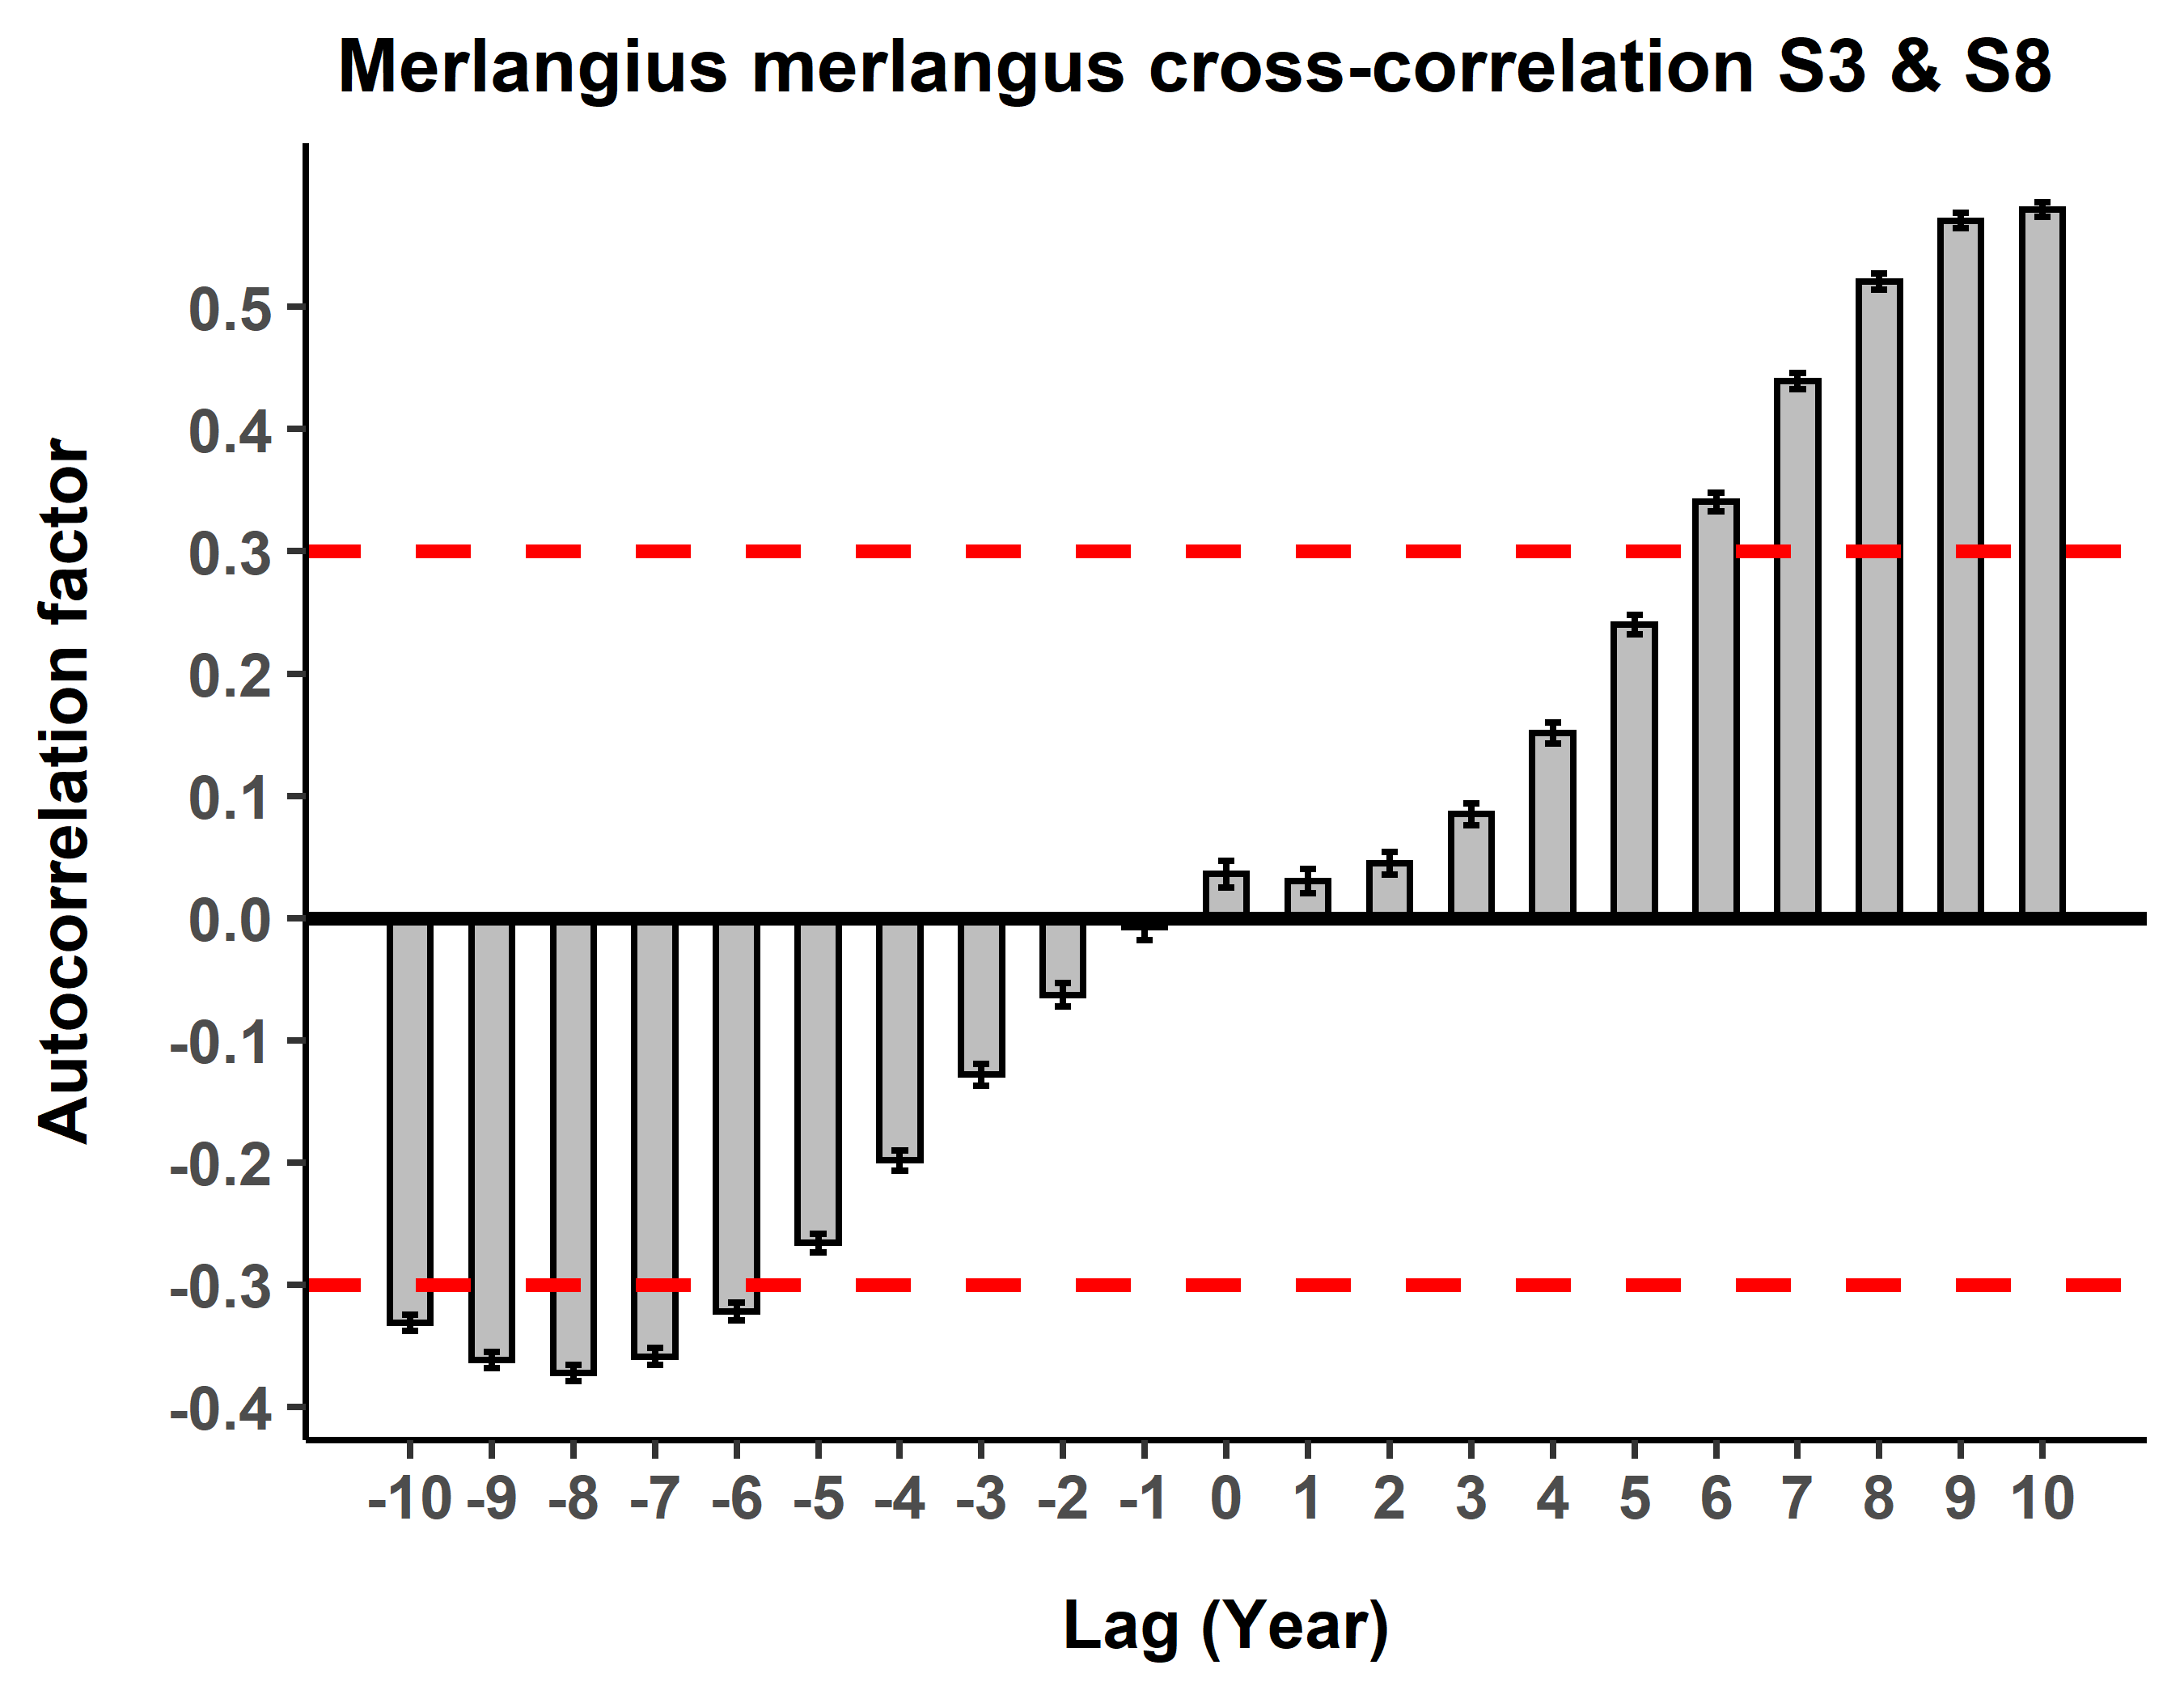 Merlangius merlangus cross-correlation S3 & S8
Autocorrelation factor
0.5
0.4
0.3
0.2
0.1
0.0
-0.1
-0.2
-0.3
-0.4
-10 -9 -8 -7 -6 -5 -4 -3 -2 -1 0 1 2 3 4 5 6 7 8 9 10
Lag (Year)